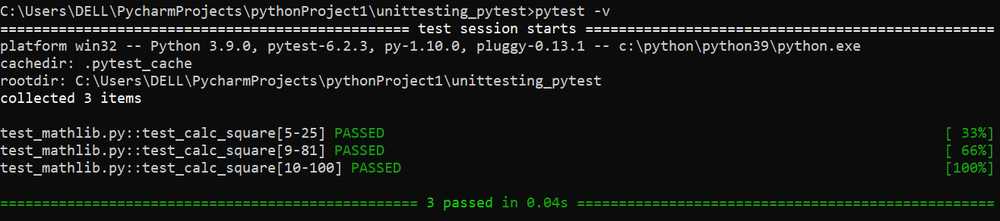 C:\Users\DELL\PycharmProjects\pythonProject1\unittesting_pytest>pytest -v
================================================= test session starts =================================================
platform win32 -- Python 3.9.0, pytest-6.2.3, py-1.10.0, pluggy-0.13.1 -- c:\python\python39\python.exe
cachedir: .pytest_cache
rootdir: C:\Users\DELL\PycharmProjects\pythonProject1\unittesting_pytest
collected 3 items
test_mathlib.py::test_calc_square[5-25] PASSED [ 33%]
test_mathlib.py::test_calc_square[9-81] PASSED [ 66%]
test_mathlib.py::test_calc_square[10-100] PASSED [100%]
================================================== 3 passed in 0.04s ==================================================